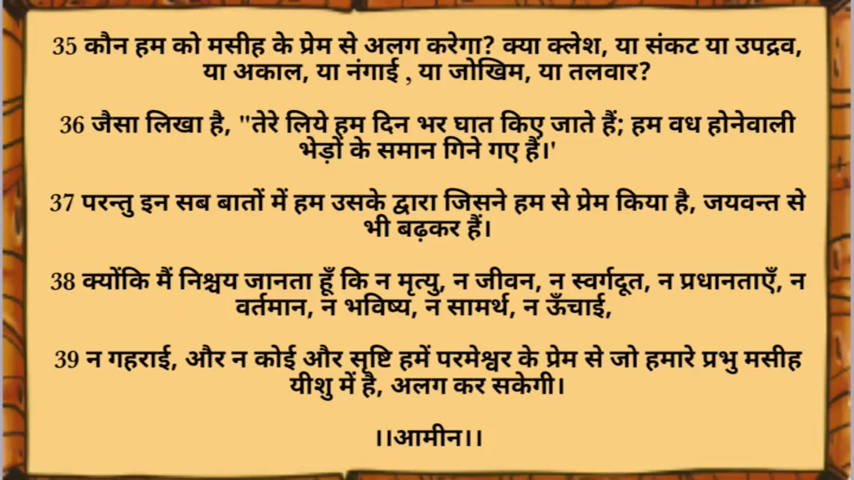 35 कौन हम को मसीह के प्रेम से अलग करेगा? क्या क्लेश, या संकट या उपद्रव,
या अकाल, या नंगाई , या जोखिम, या तलवार?
36 जैसा लिखा है, "तेरे लिये हम दिन भर घात किए जाते हैं; हम वध होनेवाली
भेड़ों के समान गिने गए हैं।'
37 परन्तु इन सब बातों में हम उसके द्वारा जिसने हम से प्रेम किया है, जयवन्त से
भी बढ़कर हैं।
38 क्योंकि मैं निश्चय जानता हूँ कि न मृत्यु, न जीवन, न स्वर्गदूत, न प्रधानताएँ, न
वर्तमान, न भविष्य, न सामर्थ, न ऊँचाई,
39 न गहराई, और न कोई और सृष्टि हमें परमेश्वर के प्रेम से जो हमारे प्रभु मसीह
यीशु में है, अलग कर सकेगी।
।।आमीन।।